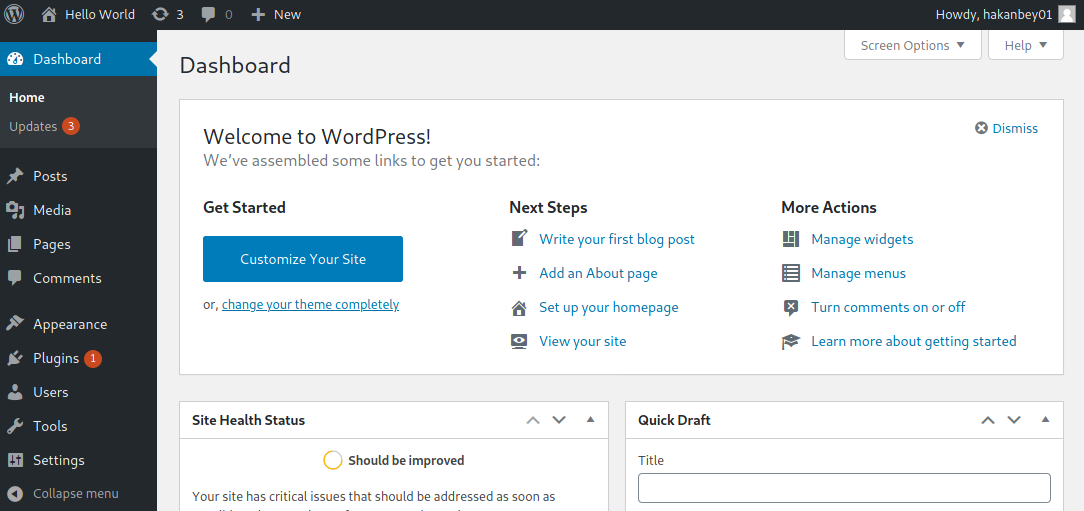 Hello World 3 0 New Howdy, hakanbey01
Screen Options Help
Dashboard
Home
Updates 3
Posts
Media
Pages
Comments
Appearance
Plugins 1
Users
Tools
Settings
Collapse menu
Dashboard
Welcome to WordPress!
Dismiss
We've assembled some links to get you started:
Get Started
Customize Your Site
or, change your theme completely
Next Steps
Write your first blog post
Add an About page
Set up your homepage
View your site
More Actions
Manage widgets
Manage menus
Turn comments on or off
Learn more about getting started
Site Health Status
Should be improved
Your site has critical issues that should be addressed as soon as
Quick Draft
Title